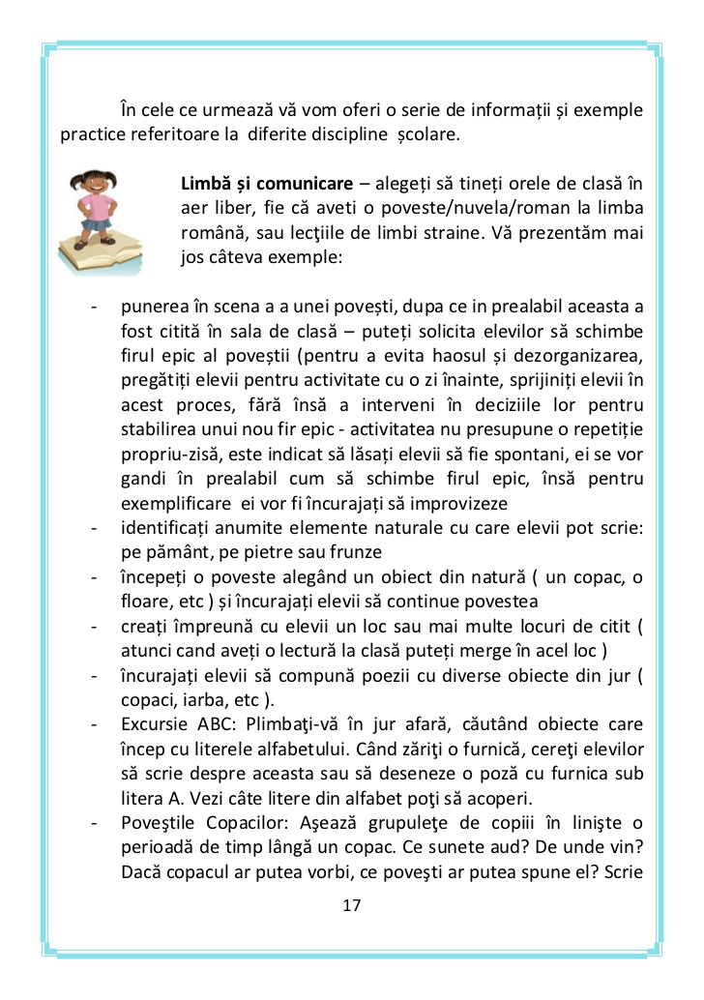 În cele ce urmează vă vom oferi o serie de informații și exemple
practice referitoare la diferite discipline școlare.
Limbă și comunicare – alegeți să tineți orele de clasă în
aer liber, fie că aveti o poveste/nuvela/roman la limba
română, sau lecţiile de limbi straine. Vă prezentăm mai
jos câteva exemple:
- punerea în scena a a unei povești, dupa ce in prealabil aceasta a
fost citită în sala de clasă – puteți solicita elevilor să schimbe
firul epic al poveștii (pentru a evita haosul și dezorganizarea,
pregătiți elevii pentru activitate cu o zi înainte, sprijiniți elevii în
acest proces, fără însă a interveni în deciziile lor pentru
stabilirea unui nou fir epic - activitatea nu presupune o repetiție
propriu-zisă, este indicat să lăsați elevii să fie spontani, ei se vor
gandi în prealabil cum să schimbe firul epic, însă pentru
exemplificare ei vor fi încurajați să improvizeze
- identificați anumite elemente naturale cu care elevii pot scrie:
pe pământ, pe pietre sau frunze
- începeți o poveste alegând un obiect din natură ( un copac, o
floare, etc ) și încurajați elevii să continue povestea
- creați împreună cu elevii un loc sau mai multe locuri de citit (
atunci cand aveți o lectură la clasă puteți merge în acel loc )
- încurajați elevii să compună poezii cu diverse obiecte din jur (
copaci, iarba, etc ).
- Excursie ABC: Plimbaţi-vă în jur afară, căutând obiecte care
încep cu literele alfabetului. Când zăriţi o furnică, cereţi elevilor
să scrie despre aceasta sau să deseneze o poză cu furnica sub
litera A. Vezi câte litere din alfabet poţi să acoperi.
- Poveştile Copacilor: Aşează grupuleţe de copiii în linişte o
perioadă de timp lângă un copac. Ce sunete aud? De unde vin?
Dacă copacul ar putea vorbi, ce poveşti ar putea spune el? Scrie
17